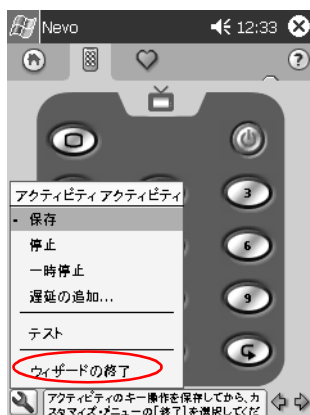 Nevo
12:33
?
3
アクティビティ アクティビティ
- 保存
停止
6
一時停止
遅延の追加...
9
テスト
ウィザードの終了
アクティビティのキー操作を保存してから、カ
スタマイズ・メニューの「終了」を選択してくだ